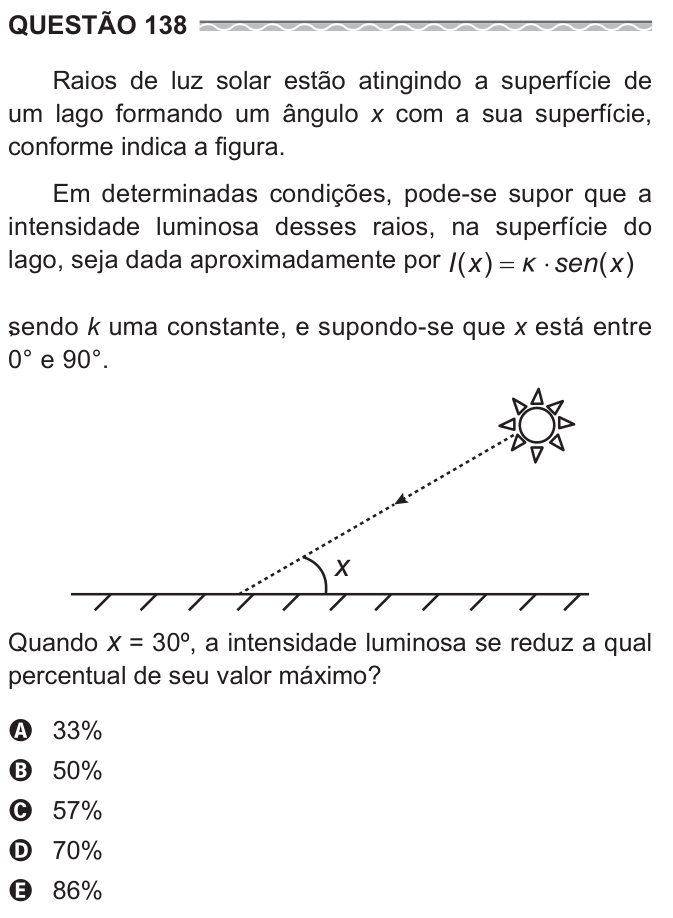 QUESTÃO 138
Raios de luz solar estão atingindo a superfície de
um lago formando um ângulo x com a sua superfície,
conforme indica a figura.
Em determinadas condições, pode-se supor que a
intensidade luminosa desses raios, na superfície do
lago, seja dada aproximadamente por I(x) = κ · sen(x)
sendo k uma constante, e supondo-se que x está entre
0° e 90°.
x
Quando x = 30º, a intensidade luminosa se reduz a qual
percentual de seu valor máximo?
A 33%
B 50%
C 57%
D 70%
E 86%